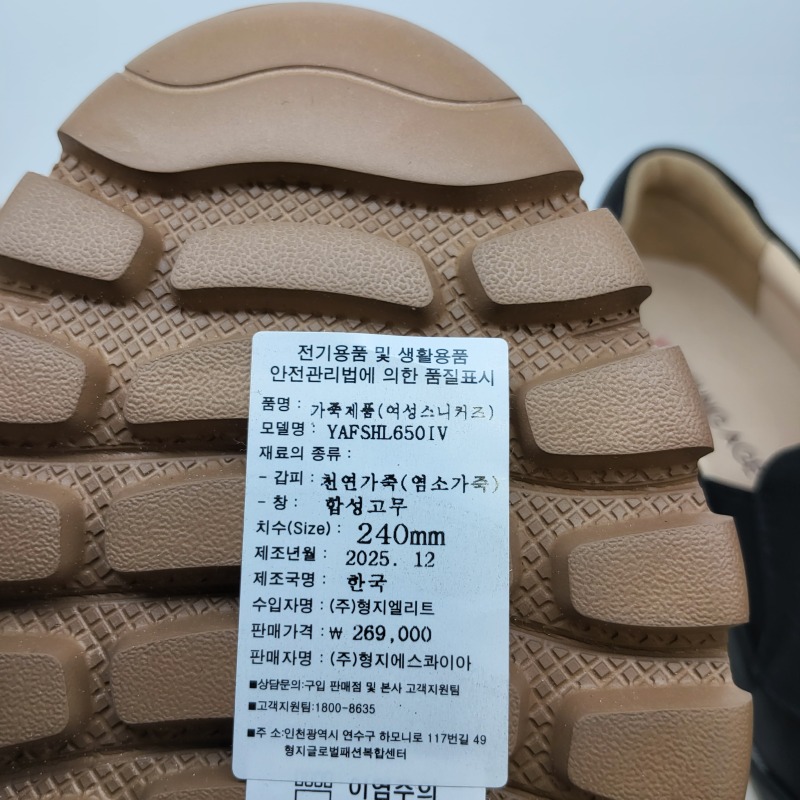 전기용품 및 생활용품
안전관리법에 의한 품질표시
품명 : 가죽제품(여성스니커즈)
모델명 : YAFSHL650IV
재료의 종류 :
- 갑피 : 천연가죽(염소가죽)
- 창 : 합성고무
치수(Size) : 240mm
제조년월 : 2025. 12
제조국명 : 한국
수입자명 : (주)형지엘리트
판매가격 : ₩ 269,000
판매자명 : (주)형지에스콰이아
■상담문의:구입 판매점 및 본사 고객지원팀
■고객지원팀:1800-8635
■주 소:인천광역시 연수구 하모니로 117번길 49
형지글로벌패션복합센터
이염주의